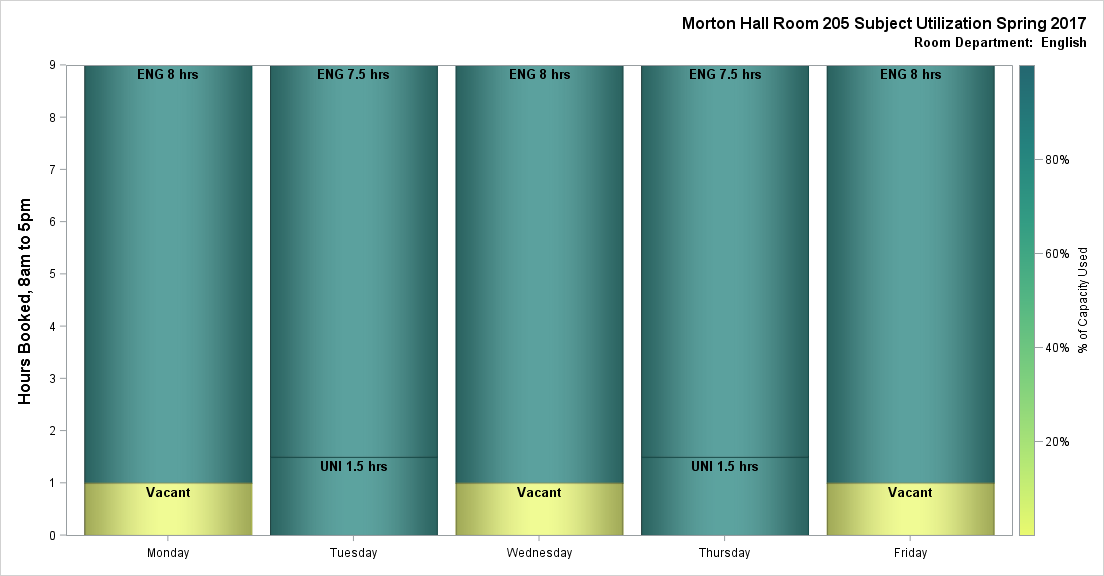 Morton Hall Room 205 Subject Utilization Spring 2017
Room Department: English
Hours Booked, 8am to 5pm
9
8
7
6
5
4
3
2
1
0
ENG 8 hrs
ENG 7.5 hrs
ENG 8 hrs
ENG 7.5 hrs
ENG 8 hrs
UNI 1.5 hrs
UNI 1.5 hrs
Vacant
Vacant
Vacant
Monday
Tuesday
Wednesday
Thursday
Friday
80%
60%
40%
20%
% of Capacity Used